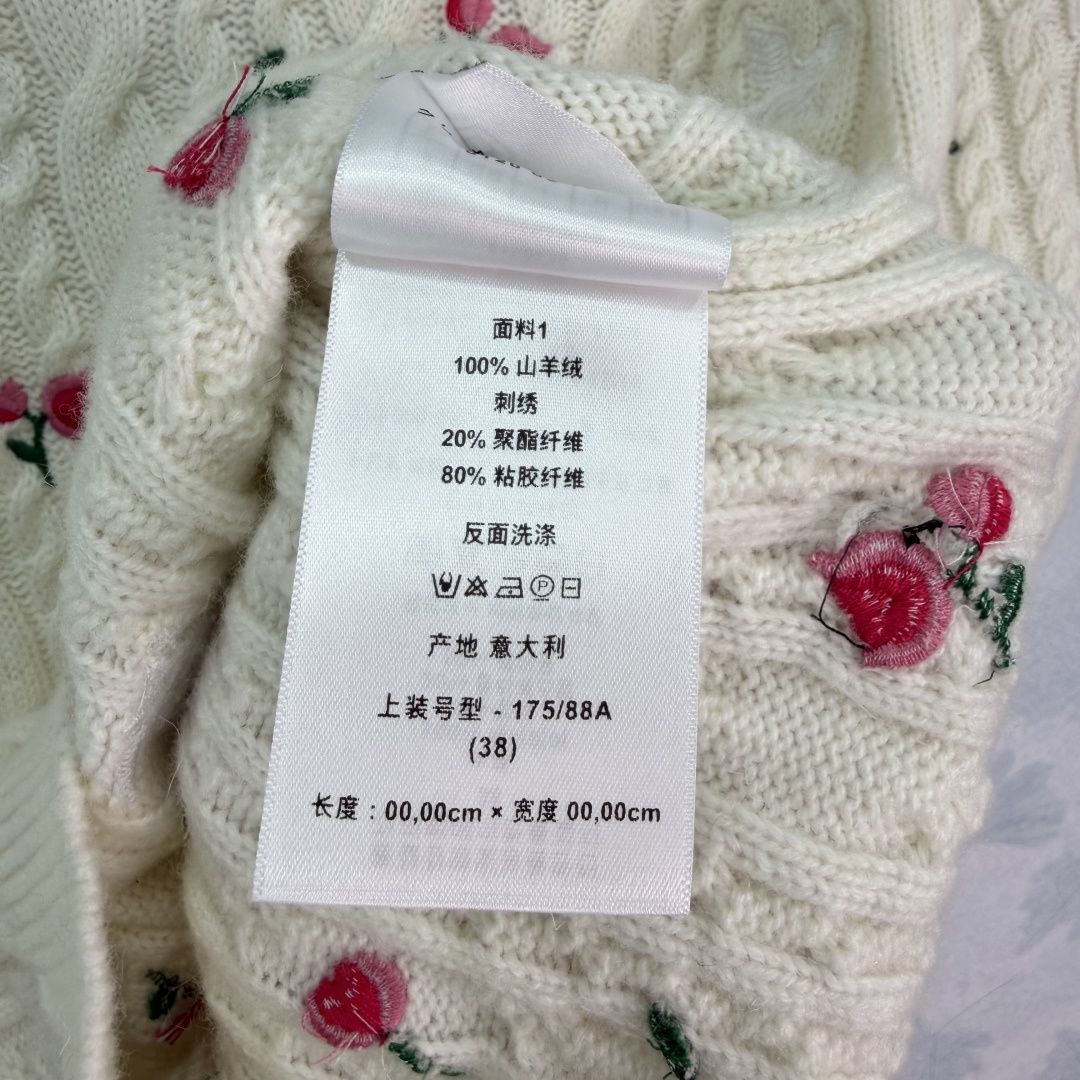 面料1
100% 山羊绒
刺绣
20% 聚酯纤维
80% 粘胶纤维
反面洗涤
P
产地 意大利
上装号型 - 175/88A
(38)
长度：00,00cm × 宽度 00,00cm